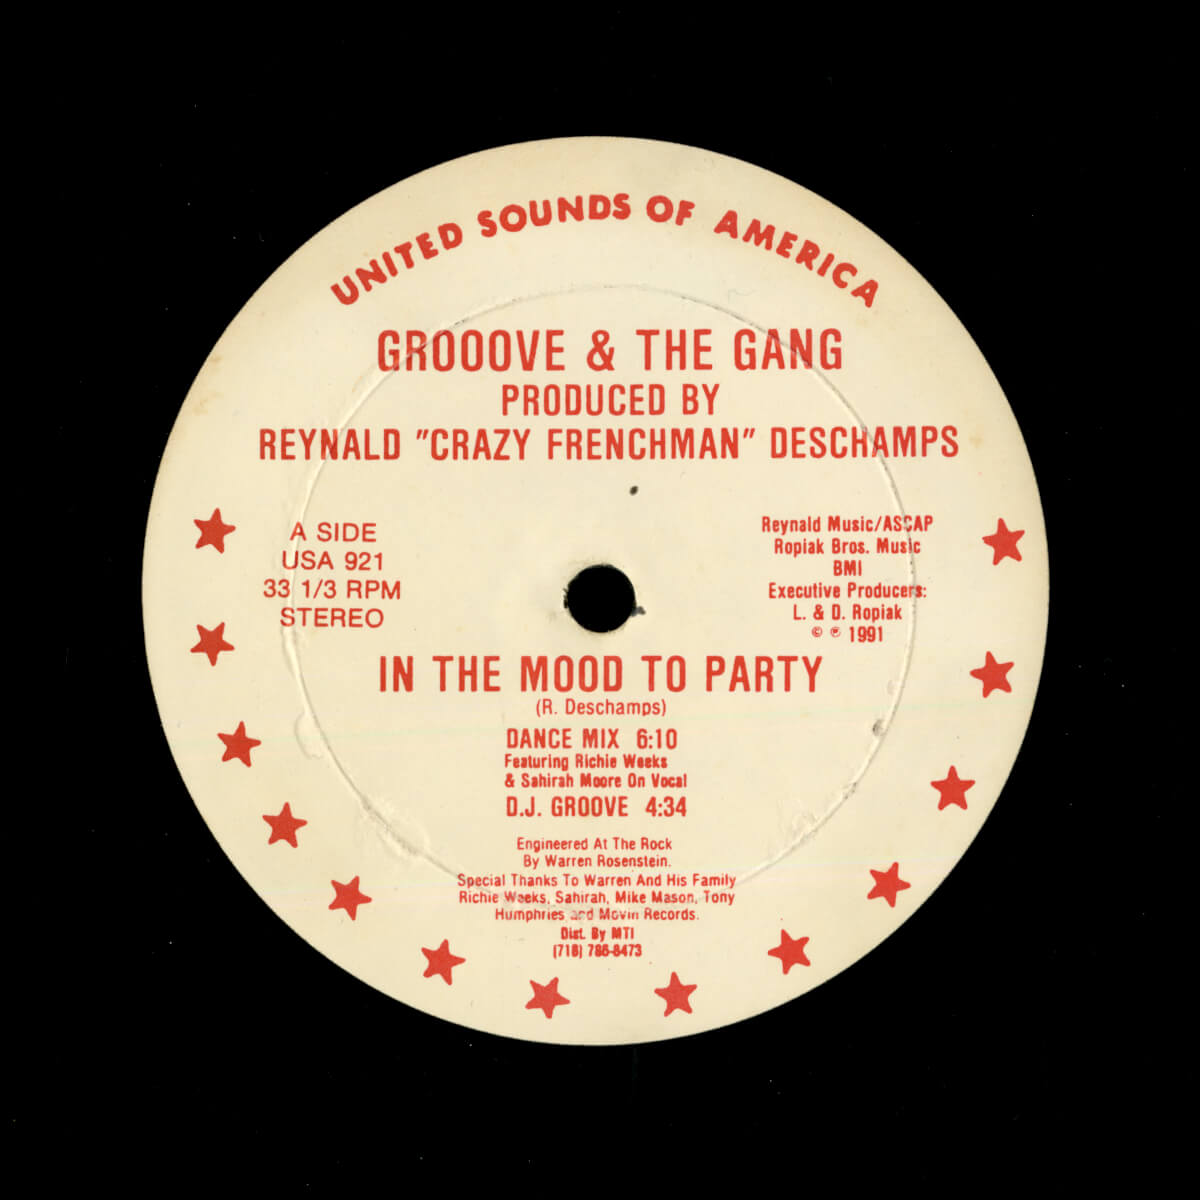 UNITED SOUNDS OF AMERICA
GROOOVE & THE GANG
PRODUCED BY
REYNALD "CRAZY FRENCHMAN" DESCHAMPS
A SIDE
USA 921
33 1/3 RPM
STEREO
Reynald Music/ASCAP
Ropiak Bros. Music
BMI
Executive Producers:
L. & D. Ropiak
© ℗ 1991
IN THE MOOD TO PARTY
(R. Deschamps)
DANCE MIX 6:10
Featuring Richie Weeks
& Sahirah Moore On Vocal
D.J. GROOVE 4:34
Engineered At The Rock
By Warren Rosenstein.
Special Thanks To Warren And His Family
Richie Weeks, Sahirah, Mike Mason, Tony
Humphries and Movin Records.
Dist. By MTI
(718) 786-8473